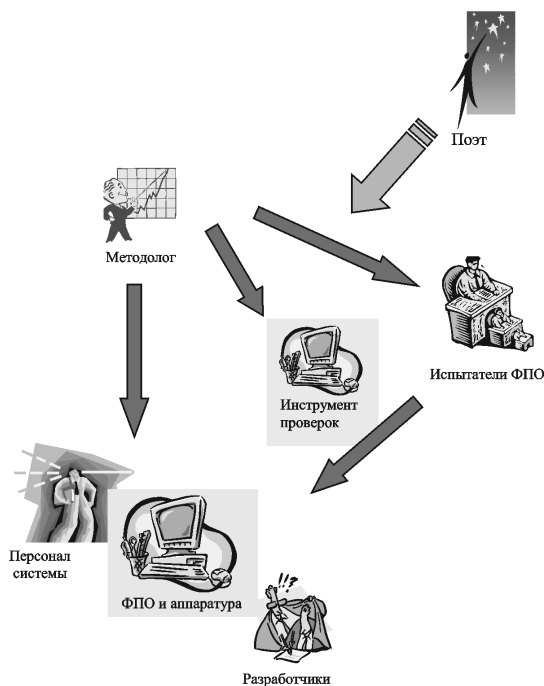 Поэт
Методолог
Испытатели ФПО
Инструмент
проверок
Персонал
системы
ФПО и аппаратура
!!?
Разработчики